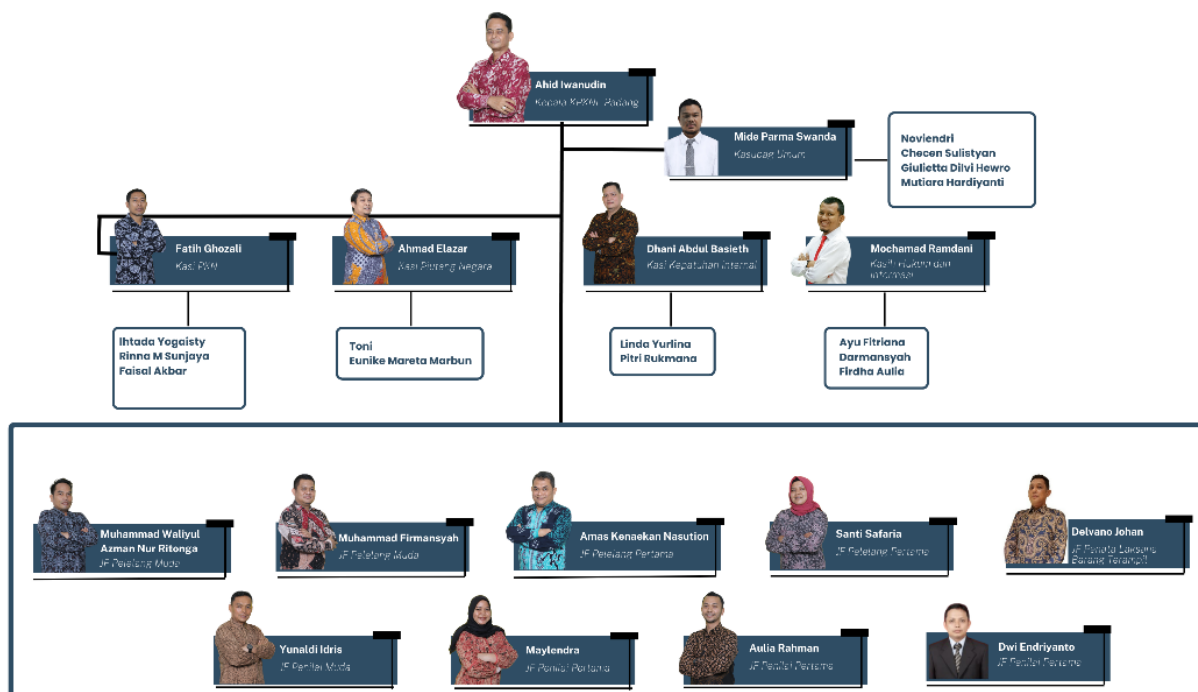 Ahid Iwanudin
Kepala KPKNL Padang
Mide Parma Swanda
Kasubag Umum
Noviendri
Checen Sulistyan
Giulietta Dilvi Hewro
Mutiara Hardiyanti
Fatih Ghozali
Kasi PKN
Ahmad Elazar
Kasi Piutang Negara
Dhani Abdul Basieth
Kasi Kepatuhan Internal
Mochamad Ramdani
Kasih Hukum dan
Informasi
Ihtada Yogaisty
Rinna M Sunjaya
Faisal Akbar
Toni
Eunike Mareta Marbun
Linda Yurlina
Pitri Rukmana
Ayu Fitriana
Darmansyah
Firdha Aulia
Muhammad Waliyul
Azman Nur Ritonga
JF Pelelang Muda
Muhammad Firmansyah
JF Pelelang Muda
Amas Kenaekan Nasution
JF Pelelang Pertama
Santi Safaria
JF Pelelang Pertama
Delvano Johan
JF Penata Laksana
Barang Terampil
Yunaldi Idris
JF Penilai Muda
Maylendra
JF Penilai Pertama
Aulia Rahman
JF Penilai Pertama
Dwi Endriyanto
JF Penilai Pertama